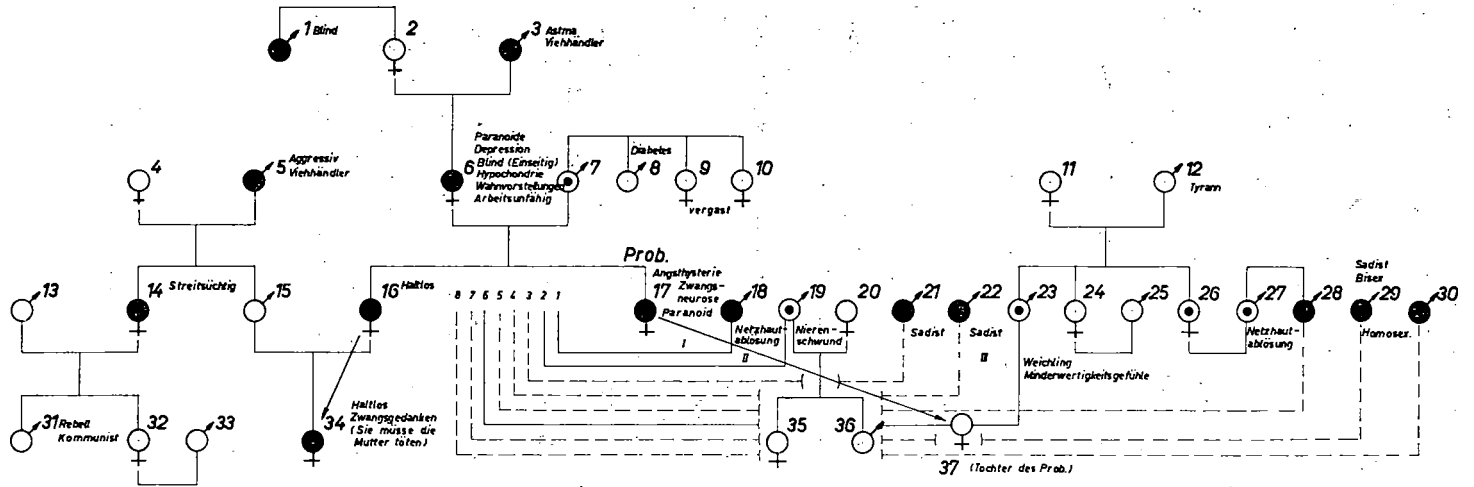 1 Blind
2
3 Astma
Viehhändler
4
5 Aggressiv
Viehhändler
Paranoide
Depression
Blind (Einseitig)
6 Hypochondrie
Wahnvorstellungen
Arbeitsunfähig
7
Diabetes
8
9
10
vergast
11
12
Tyrann
13
14
Streitsüchtig
15
16 Haltlos
8 7 6 5 4 3 2 1
Prob.
17
Angsthysterie
Zwangs-
neurose
Paranoid
18
Netzhaut-
ablösung
19
Nieren-
schwund
20
21
Sadist
22
Sadist
23
Weichling
Minderwertigkeitsgefühle
24
25
26
27
Netzhaut-
ablösung
28
Sadist
Bisex
29
Homosex.
30
I
II
III
31 Rebell
Kommunist
32
33
34
Haltlos
Zwangsgedanken
(Sie müsse die
Mutter töten)
35
36
37 (Tochter des Prob.)